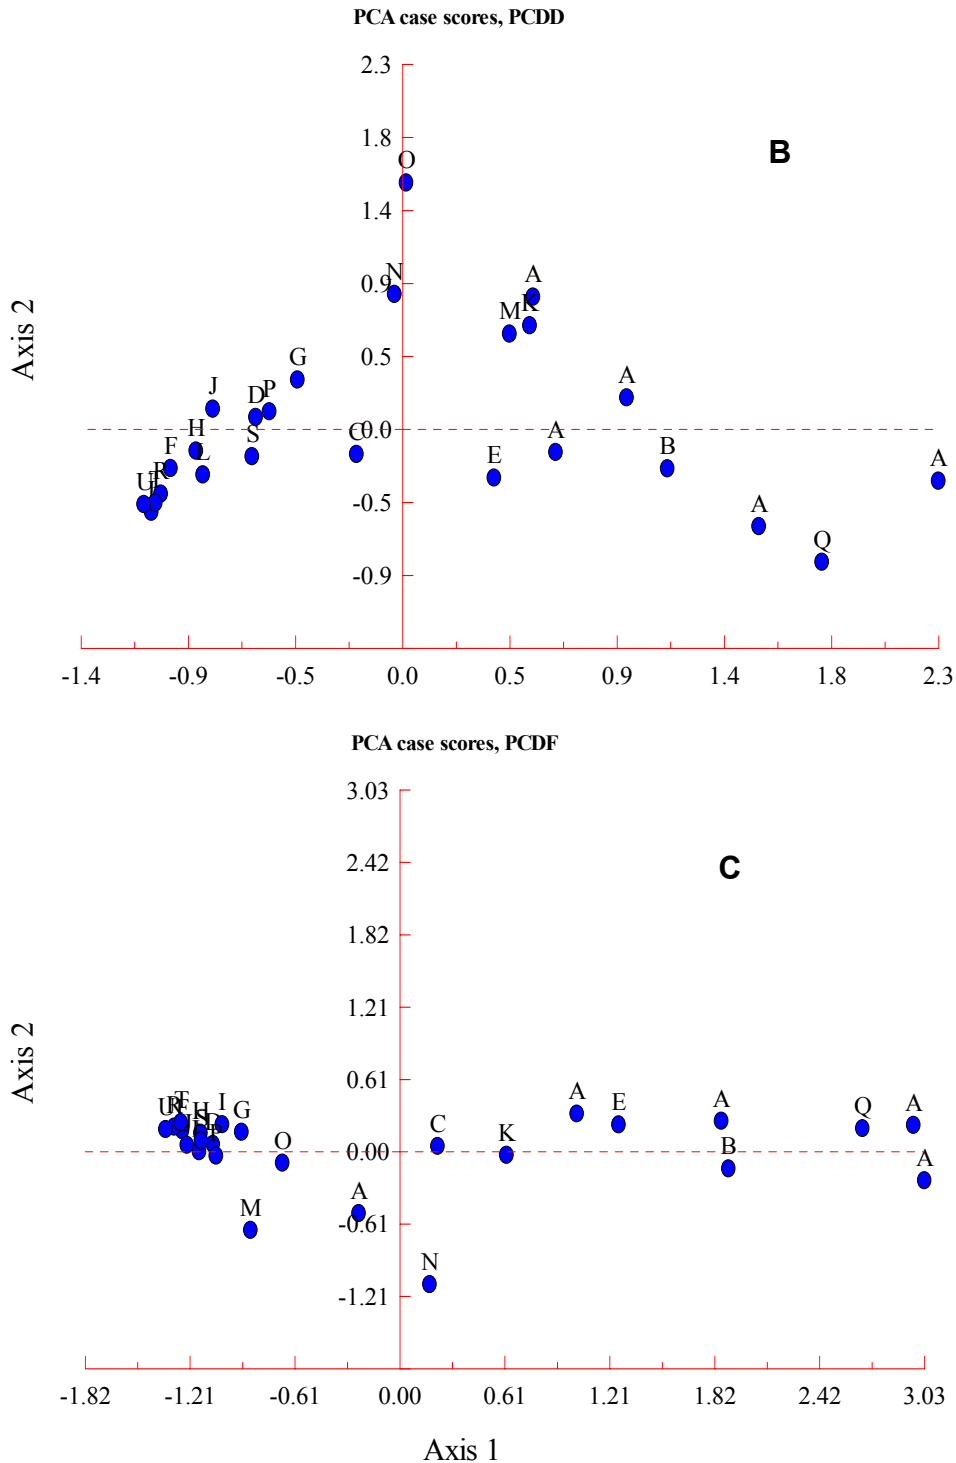 PCA case scores, PCDD
2.3
1.8
B
O
1.4
N
0.9
A
M
K
Axis 2
0.5
G
A
J
D
P
0.0
H
S
C
A
F
L
E
B
A
R
U
-0.5
A
Q
-0.9
-1.4 -0.9 -0.5 0.0 0.5 0.9 1.4 1.8 2.3
PCA case scores, PCDF
3.03
2.42
C
1.82
1.21
Axis 2
0.61
U
R
H
S
D
P
I
G
O
C
K
A
E
A
B
Q
A
A
0.00
M
A
-0.61
N
-1.21
-1.82 -1.21 -0.61 0.00 0.61 1.21 1.82 2.42 3.03
Axis 1